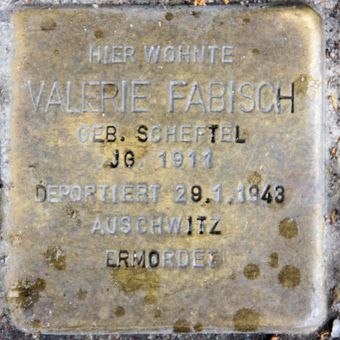 HIER WOHNTE
VALERIE FABISCH
GEB. SCHEFTEL
JG. 1911
DEPORTIERT 29.1.1943
AUSCHWITZ
ERMORDET